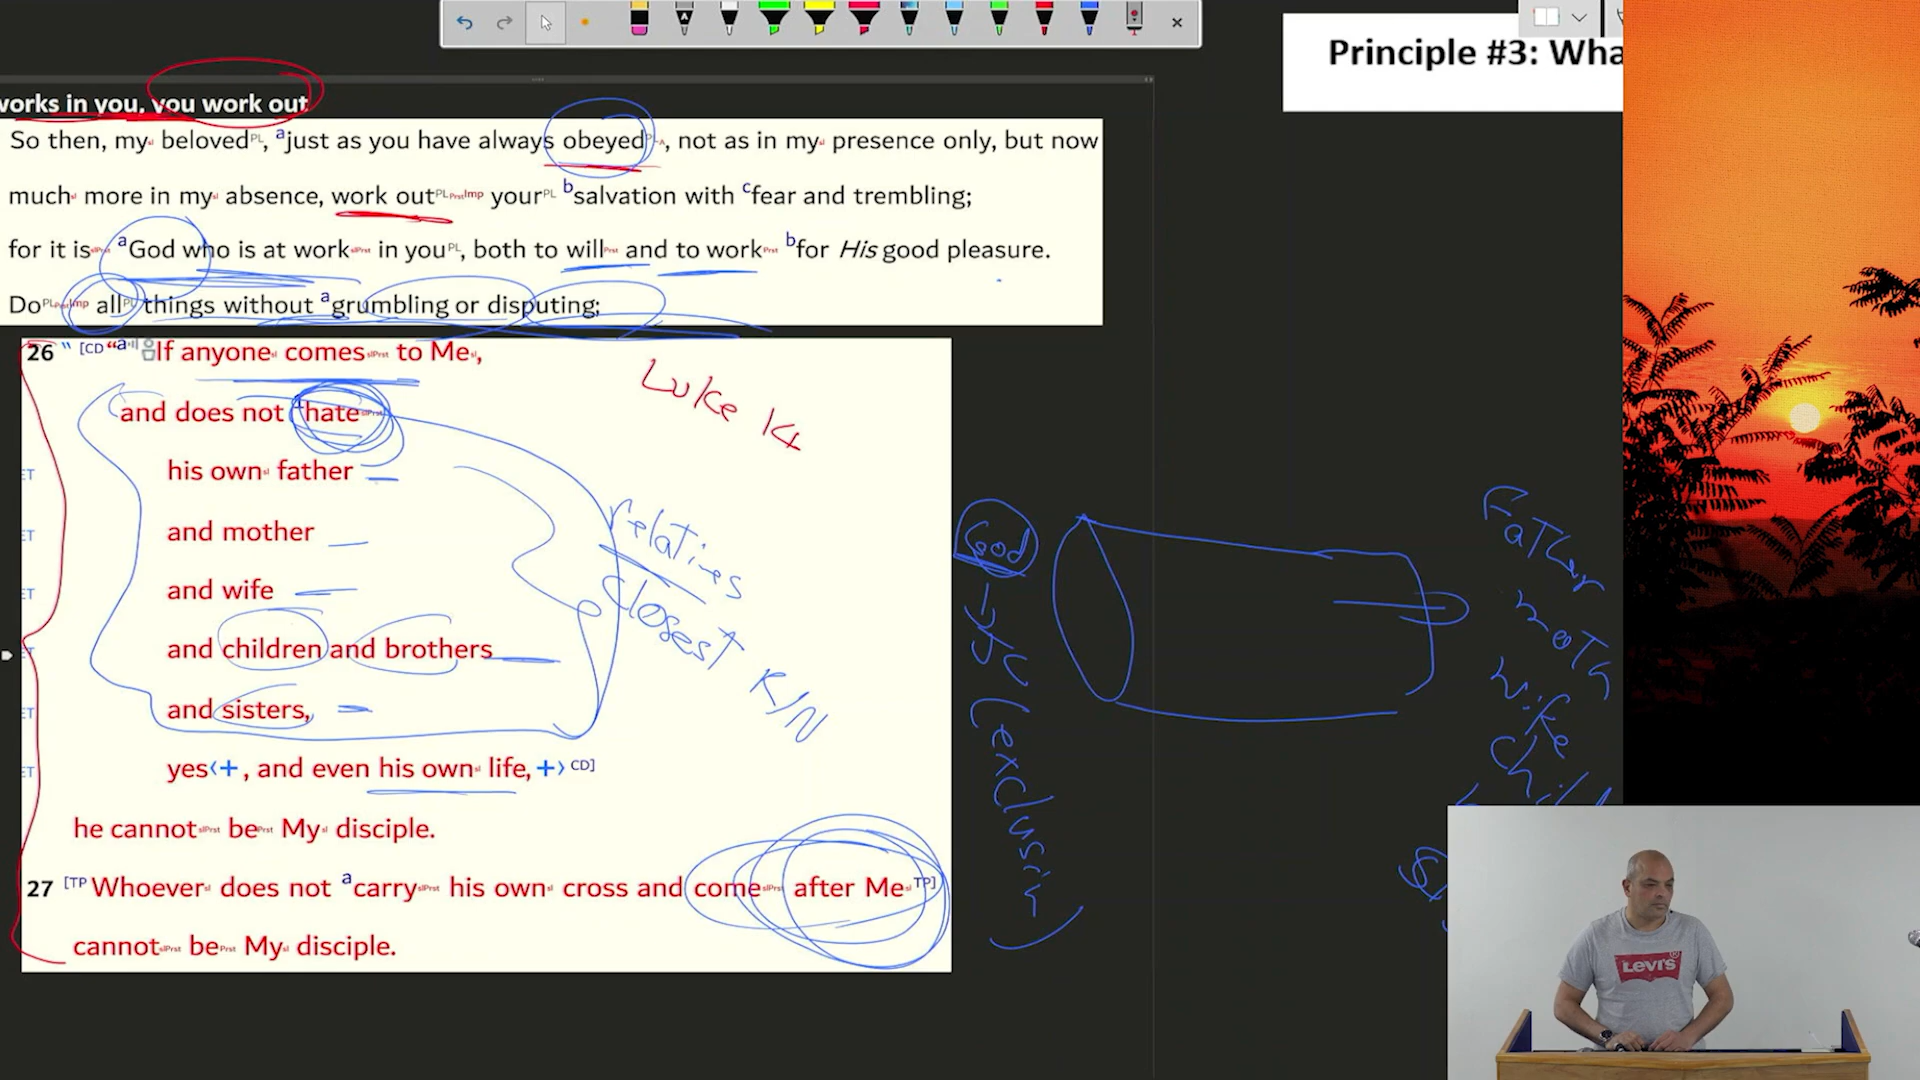 Principle #3: Wha
works in you, you work out
So then, my beloved, just as you have always obeyed, not as in my presence only, but now
much more in my absence, work out your salvation with fear and trembling;
for it is God who is at work in you, both to will and to work for His good pleasure.
Do all things without grumbling or disputing;
26 If anyone comes to Me,
and does not hate
his own father
and mother
and wife
and children and brothers
and sisters,
yes, and even his own life,
he cannot be My disciple.
27 Whoever does not carry his own cross and come after Me
cannot be My disciple.
Luke 14
relatives
closest
K/N
God
JC
Father
wife
LEVI'S